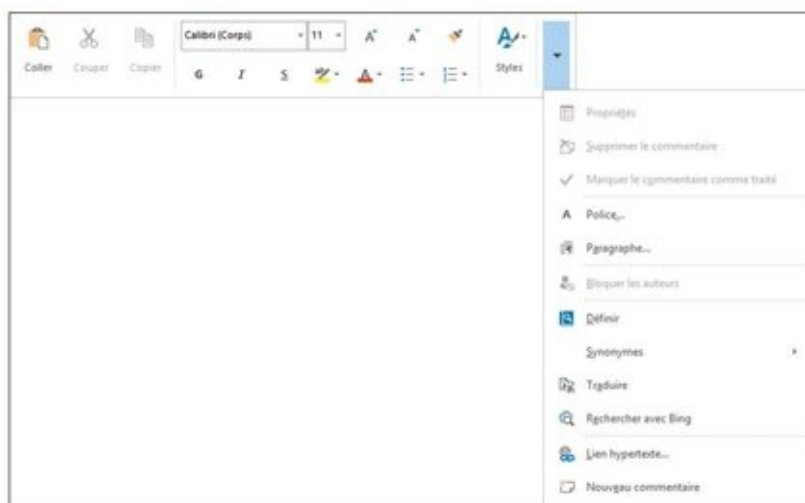 Calibri (Corps) 11 A A
Coller Couper Copier G I S A Styles
Propriétés
Supprimer le commentaire
Marquer le commentaire comme traité
A Police...
Paragraphe...
Bloquer les auteurs
Définir
Synonymes
Traduire
Rechercher avec Bing
Lien hypertexte...
Nouveau commentaire